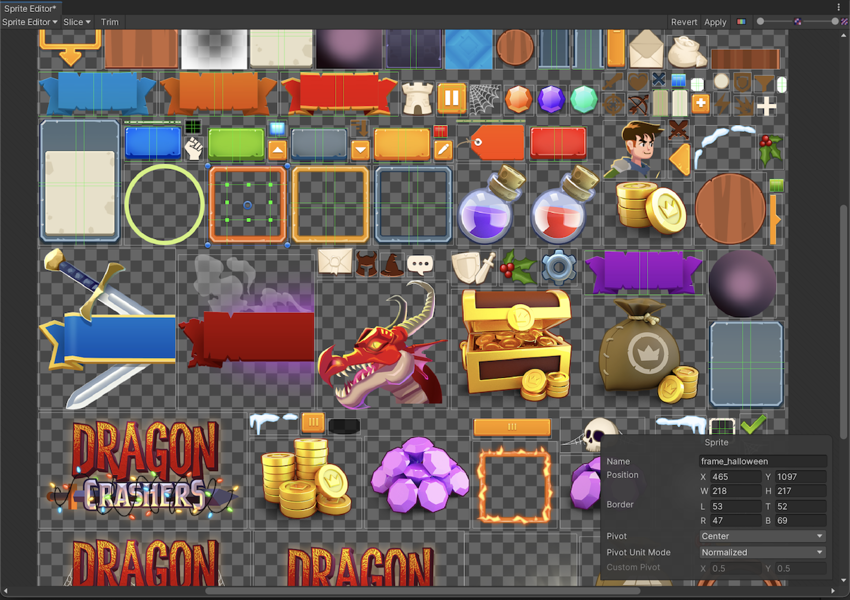 Sprite Editor*
Sprite Editor Slice Trim Revert Apply
DRAGON
CRASHERS
Sprite
Name frame_halloween
Position X 465 Y 1097
W 218 H 217
Border L 53 T 52
R 47 B 69
Pivot Center
Pivot Unit Mode Normalized
Custom Pivot X 0.5 Y 0.5
DRAGON DRAGON